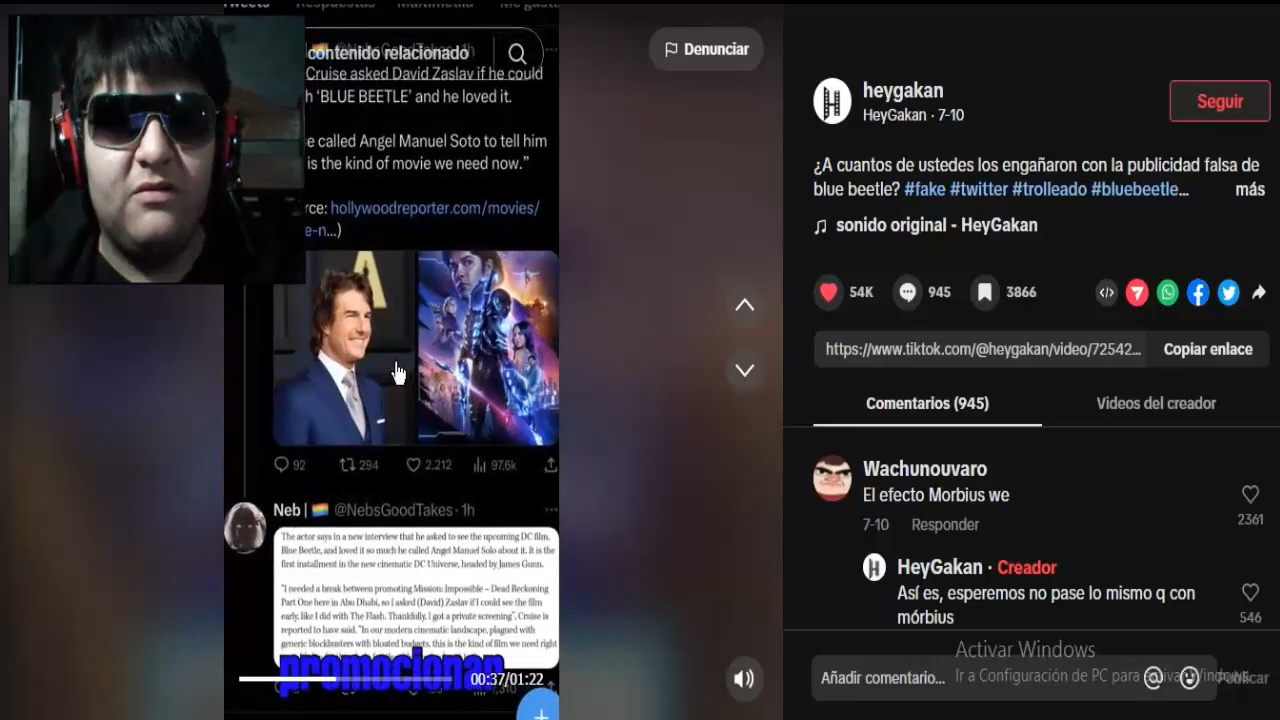 Tweets Respuestas Multimedia Me gusta
@NebsGoodTakes · 1h
contenido relacionado
Cruise asked David Zaslav if he could
'BLUE BEETLE' and he loved it.
called Angel Manuel Soto to tell him
is the kind of movie we need now.”
hollywoodreporter.com/movies/
e-n...)
92 294 2,212 97.6k
Neb | @NebsGoodTakes · 1h
The actor says in a new interview that he asked to see the upcoming DC film,
Blue Beetle, and loved it so much he called Angel Manuel Solo about it. It is the
first installment in the new cinematic DC Universe, headed by James Gunn.
"I needed a break between promoting Mission: Impossible – Dead Reckoning
Part One here in Abu Dhabi, so I asked (David) Zaslav if I could see the film
early, like I did with The Flash. Thankfully, I got a private screening", Cruise
is reported to have said. "In our modern cinematic landscape, plagued with
generic blockbusters with bloated budgets, this is the kind of film we need right
promocionan
00:37/01:22
Denunciar
heygakan
HeyGakan · 7-10
Seguir
¿A cuantos de ustedes los engañaron con la publicidad falsa de
blue beetle? #fake #twitter #trolleado #bluebeetle...
más
sonido original - HeyGakan
54K 945 3866
https://www.tiktok.com/@heygakan/video/72542...
Copiar enlace
Comentarios (945)
Videos del creador
Wachunouvaro
El efecto Morbius we
7-10 Responder
2361
HeyGakan · Creador
Así es, esperemos no pase lo mismo q con
mórbius
546
Activar Windows
Ir a Configuración de PC para activar Windows.
Añadir comentario...
Publicar